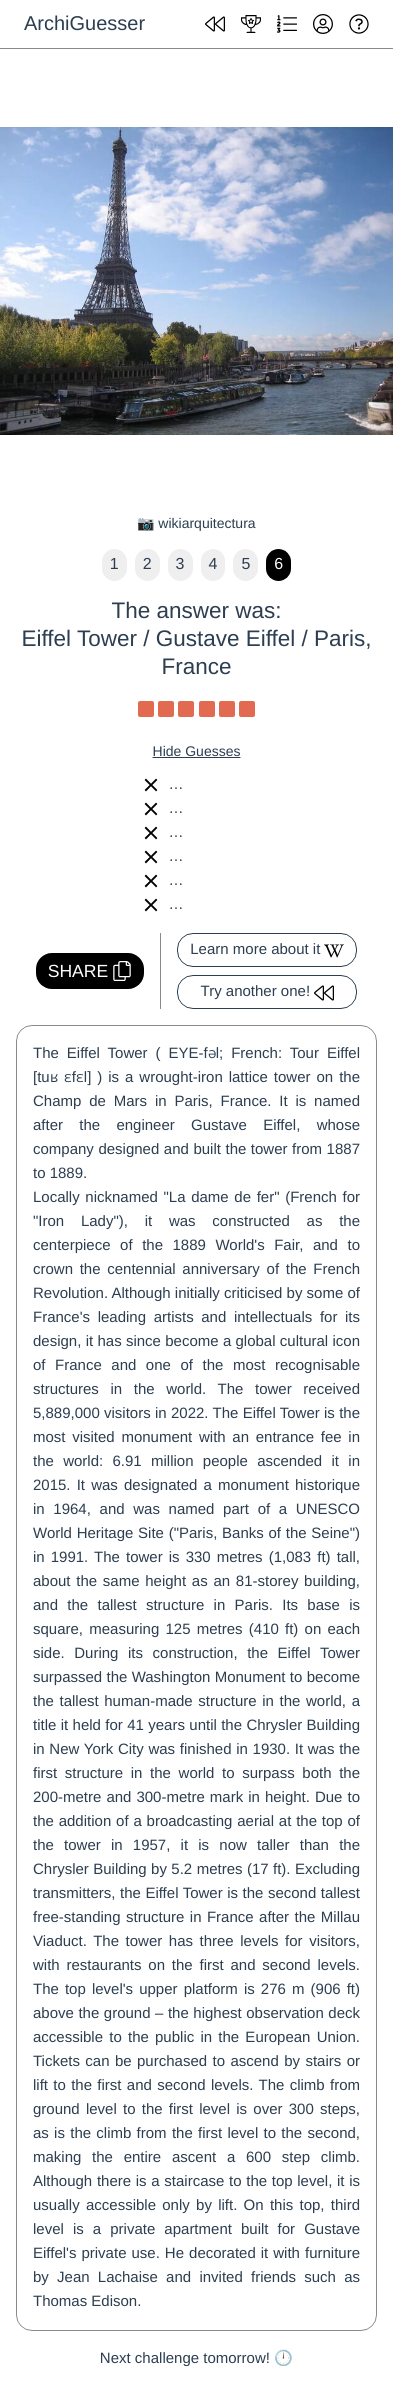 ArchiGuesser
📷 wikiarquitectura
1 2 3 4 5 6
The answer was:
Eiffel Tower / Gustave Eiffel / Paris,
France
Hide Guesses
...
...
...
...
...
...
SHARE
Learn more about it
Try another one!
The Eiffel Tower ( EYE-fəl; French: Tour Eiffel
[tuʁ ɛfɛl] ) is a wrought-iron lattice tower on the
Champ de Mars in Paris, France. It is named
after the engineer Gustave Eiffel, whose
company designed and built the tower from 1887
to 1889.
Locally nicknamed "La dame de fer" (French for
"Iron Lady"), it was constructed as the
centerpiece of the 1889 World's Fair, and to
crown the centennial anniversary of the French
Revolution. Although initially criticised by some of
France's leading artists and intellectuals for its
design, it has since become a global cultural icon
of France and one of the most recognisable
structures in the world. The tower received
5,889,000 visitors in 2022. The Eiffel Tower is the
most visited monument with an entrance fee in
the world: 6.91 million people ascended it in
2015. It was designated a monument historique
in 1964, and was named part of a UNESCO
World Heritage Site ("Paris, Banks of the Seine")
in 1991. The tower is 330 metres (1,083 ft) tall,
about the same height as an 81-storey building,
and the tallest structure in Paris. Its base is
square, measuring 125 metres (410 ft) on each
side. During its construction, the Eiffel Tower
surpassed the Washington Monument to become
the tallest human-made structure in the world, a
title it held for 41 years until the Chrysler Building
in New York City was finished in 1930. It was the
first structure in the world to surpass both the
200-metre and 300-metre mark in height. Due to
the addition of a broadcasting aerial at the top of
the tower in 1957, it is now taller than the
Chrysler Building by 5.2 metres (17 ft). Excluding
transmitters, the Eiffel Tower is the second tallest
free-standing structure in France after the Millau
Viaduct. The tower has three levels for visitors,
with restaurants on the first and second levels.
The top level's upper platform is 276 m (906 ft)
above the ground – the highest observation deck
accessible to the public in the European Union.
Tickets can be purchased to ascend by stairs or
lift to the first and second levels. The climb from
ground level to the first level is over 300 steps,
as is the climb from the first level to the second,
making the entire ascent a 600 step climb.
Although there is a staircase to the top level, it is
usually accessible only by lift. On this top, third
level is a private apartment built for Gustave
Eiffel's private use. He decorated it with furniture
by Jean Lachaise and invited friends such as
Thomas Edison.
Next challenge tomorrow! 🕛